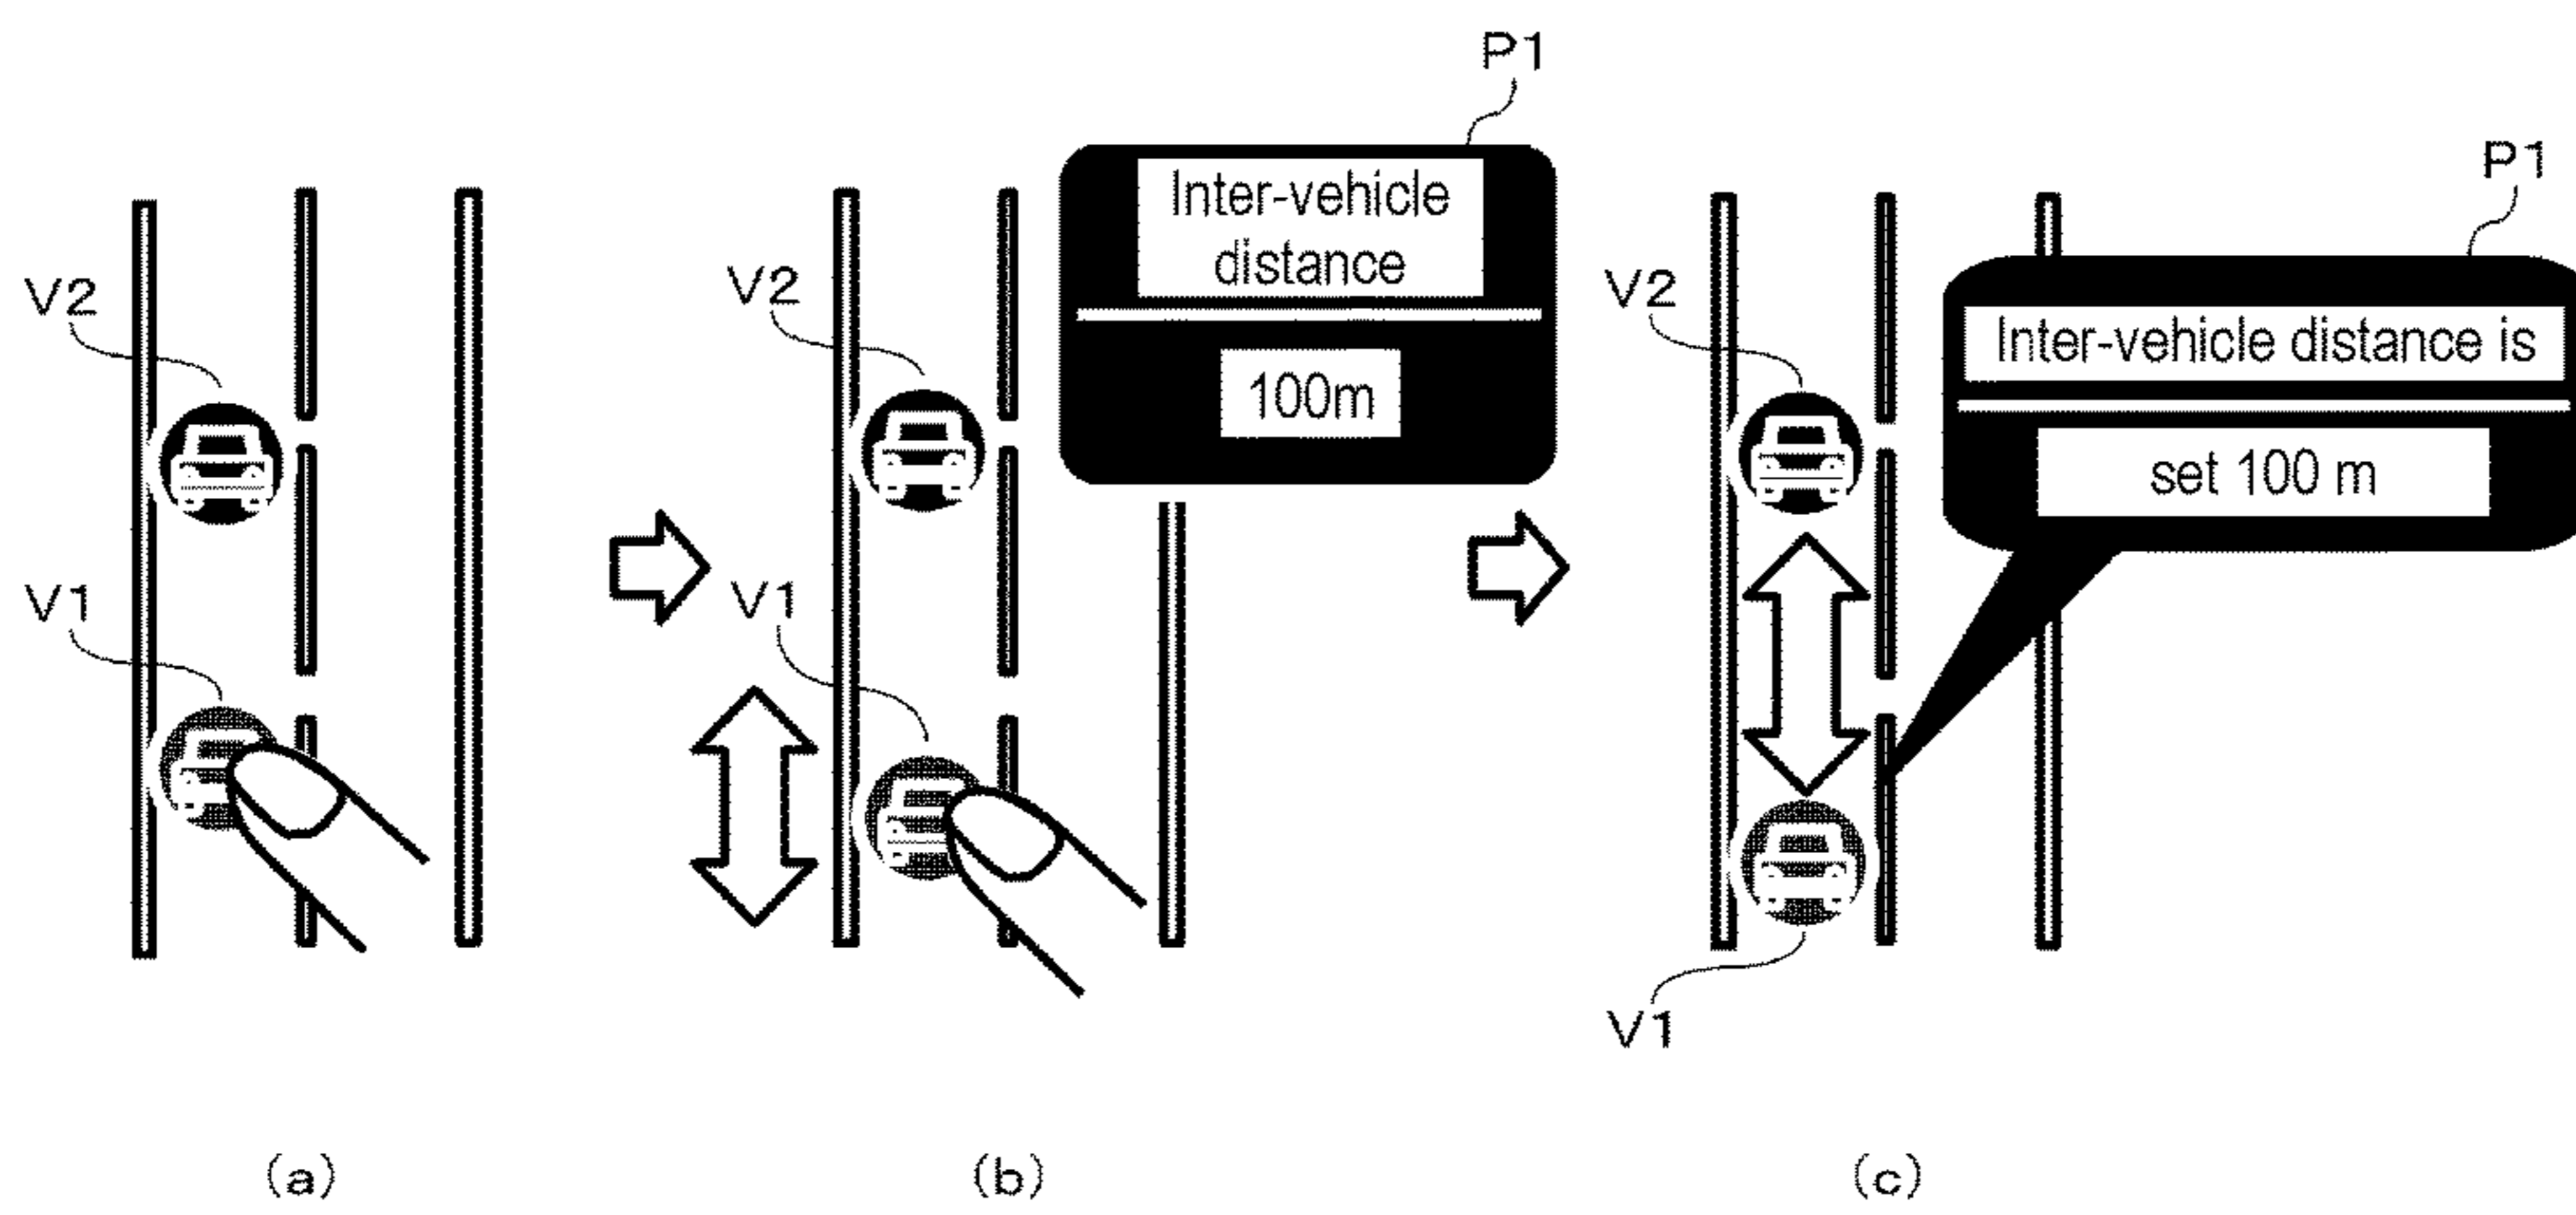 V2
V1
(a)
P1
Inter-vehicle
distance
100m
V2
V1
(b)
P1
Inter-vehicle distance is
set 100 m
V2
V1
(c)